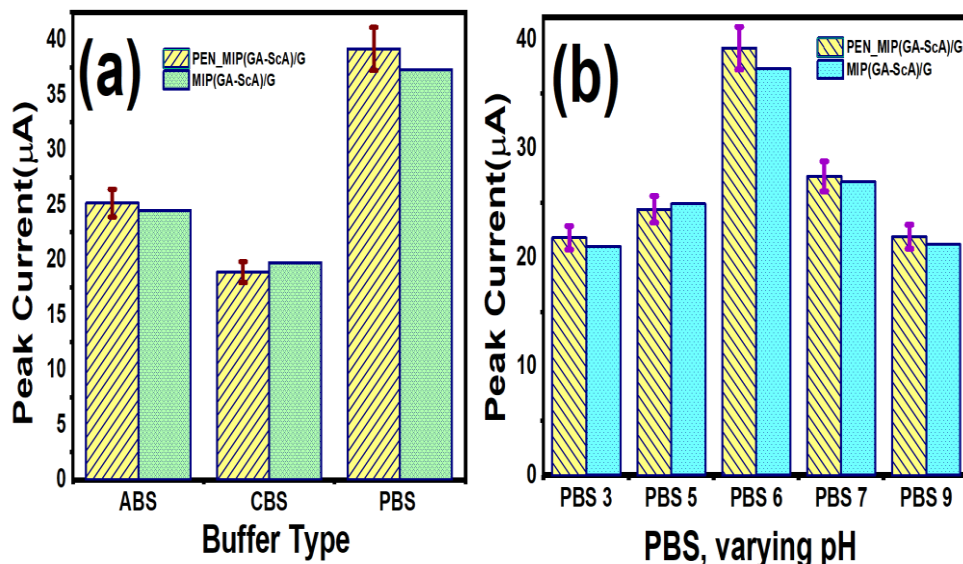 (a)
PEN_MIP(GA-ScA)/G
MIP(GA-ScA)/G
Peak Current(μA)
40
35
30
25
20
15
10
5
0
ABS CBS PBS
Buffer Type
(b)
PEN_MIP(GA-ScA)/G
MIP(GA-ScA)/G
Peak Current(μA)
40
30
20
10
0
PBS 3 PBS 5 PBS 6 PBS 7 PBS 9
PBS, varying pH